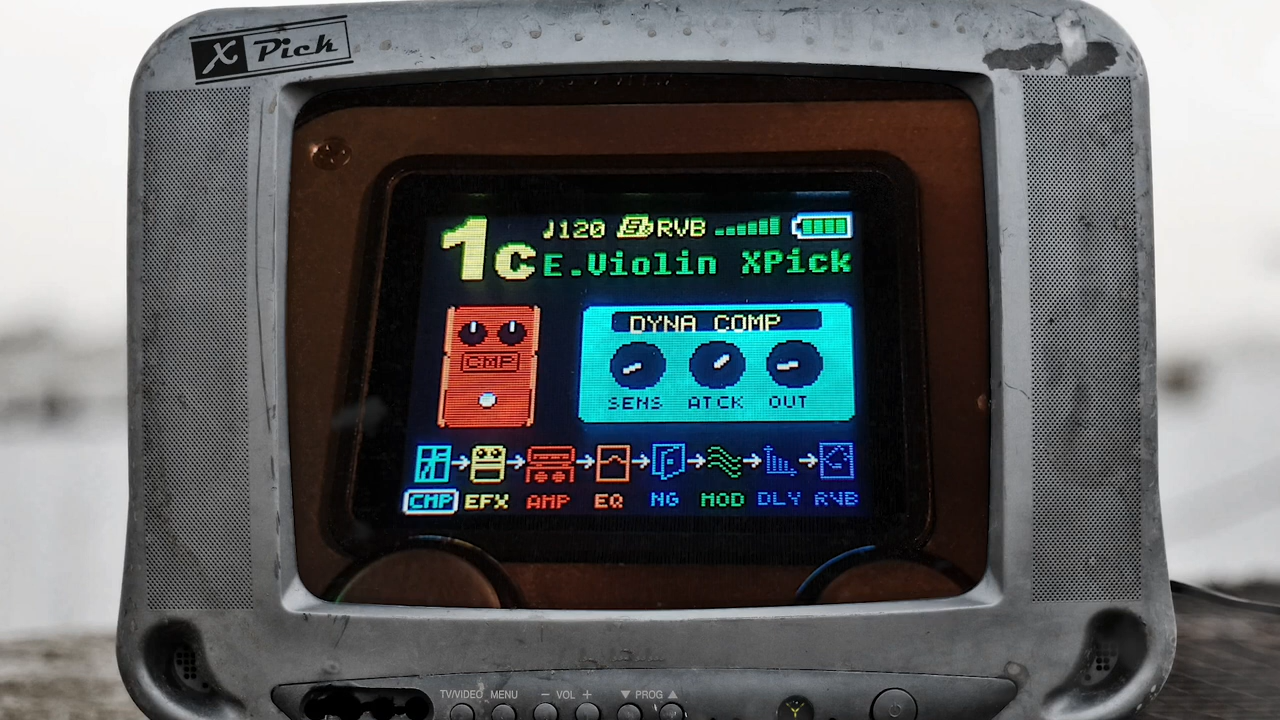 X Pick
♩120 RVB
1c
E.Violin XPick
DYNA COMP
CMP
SENS ATCK OUT
CMP EFX AMP EQ NG MOD DLY RVB
TV/VIDEO MENU − VOL + ▼ PROG ▲